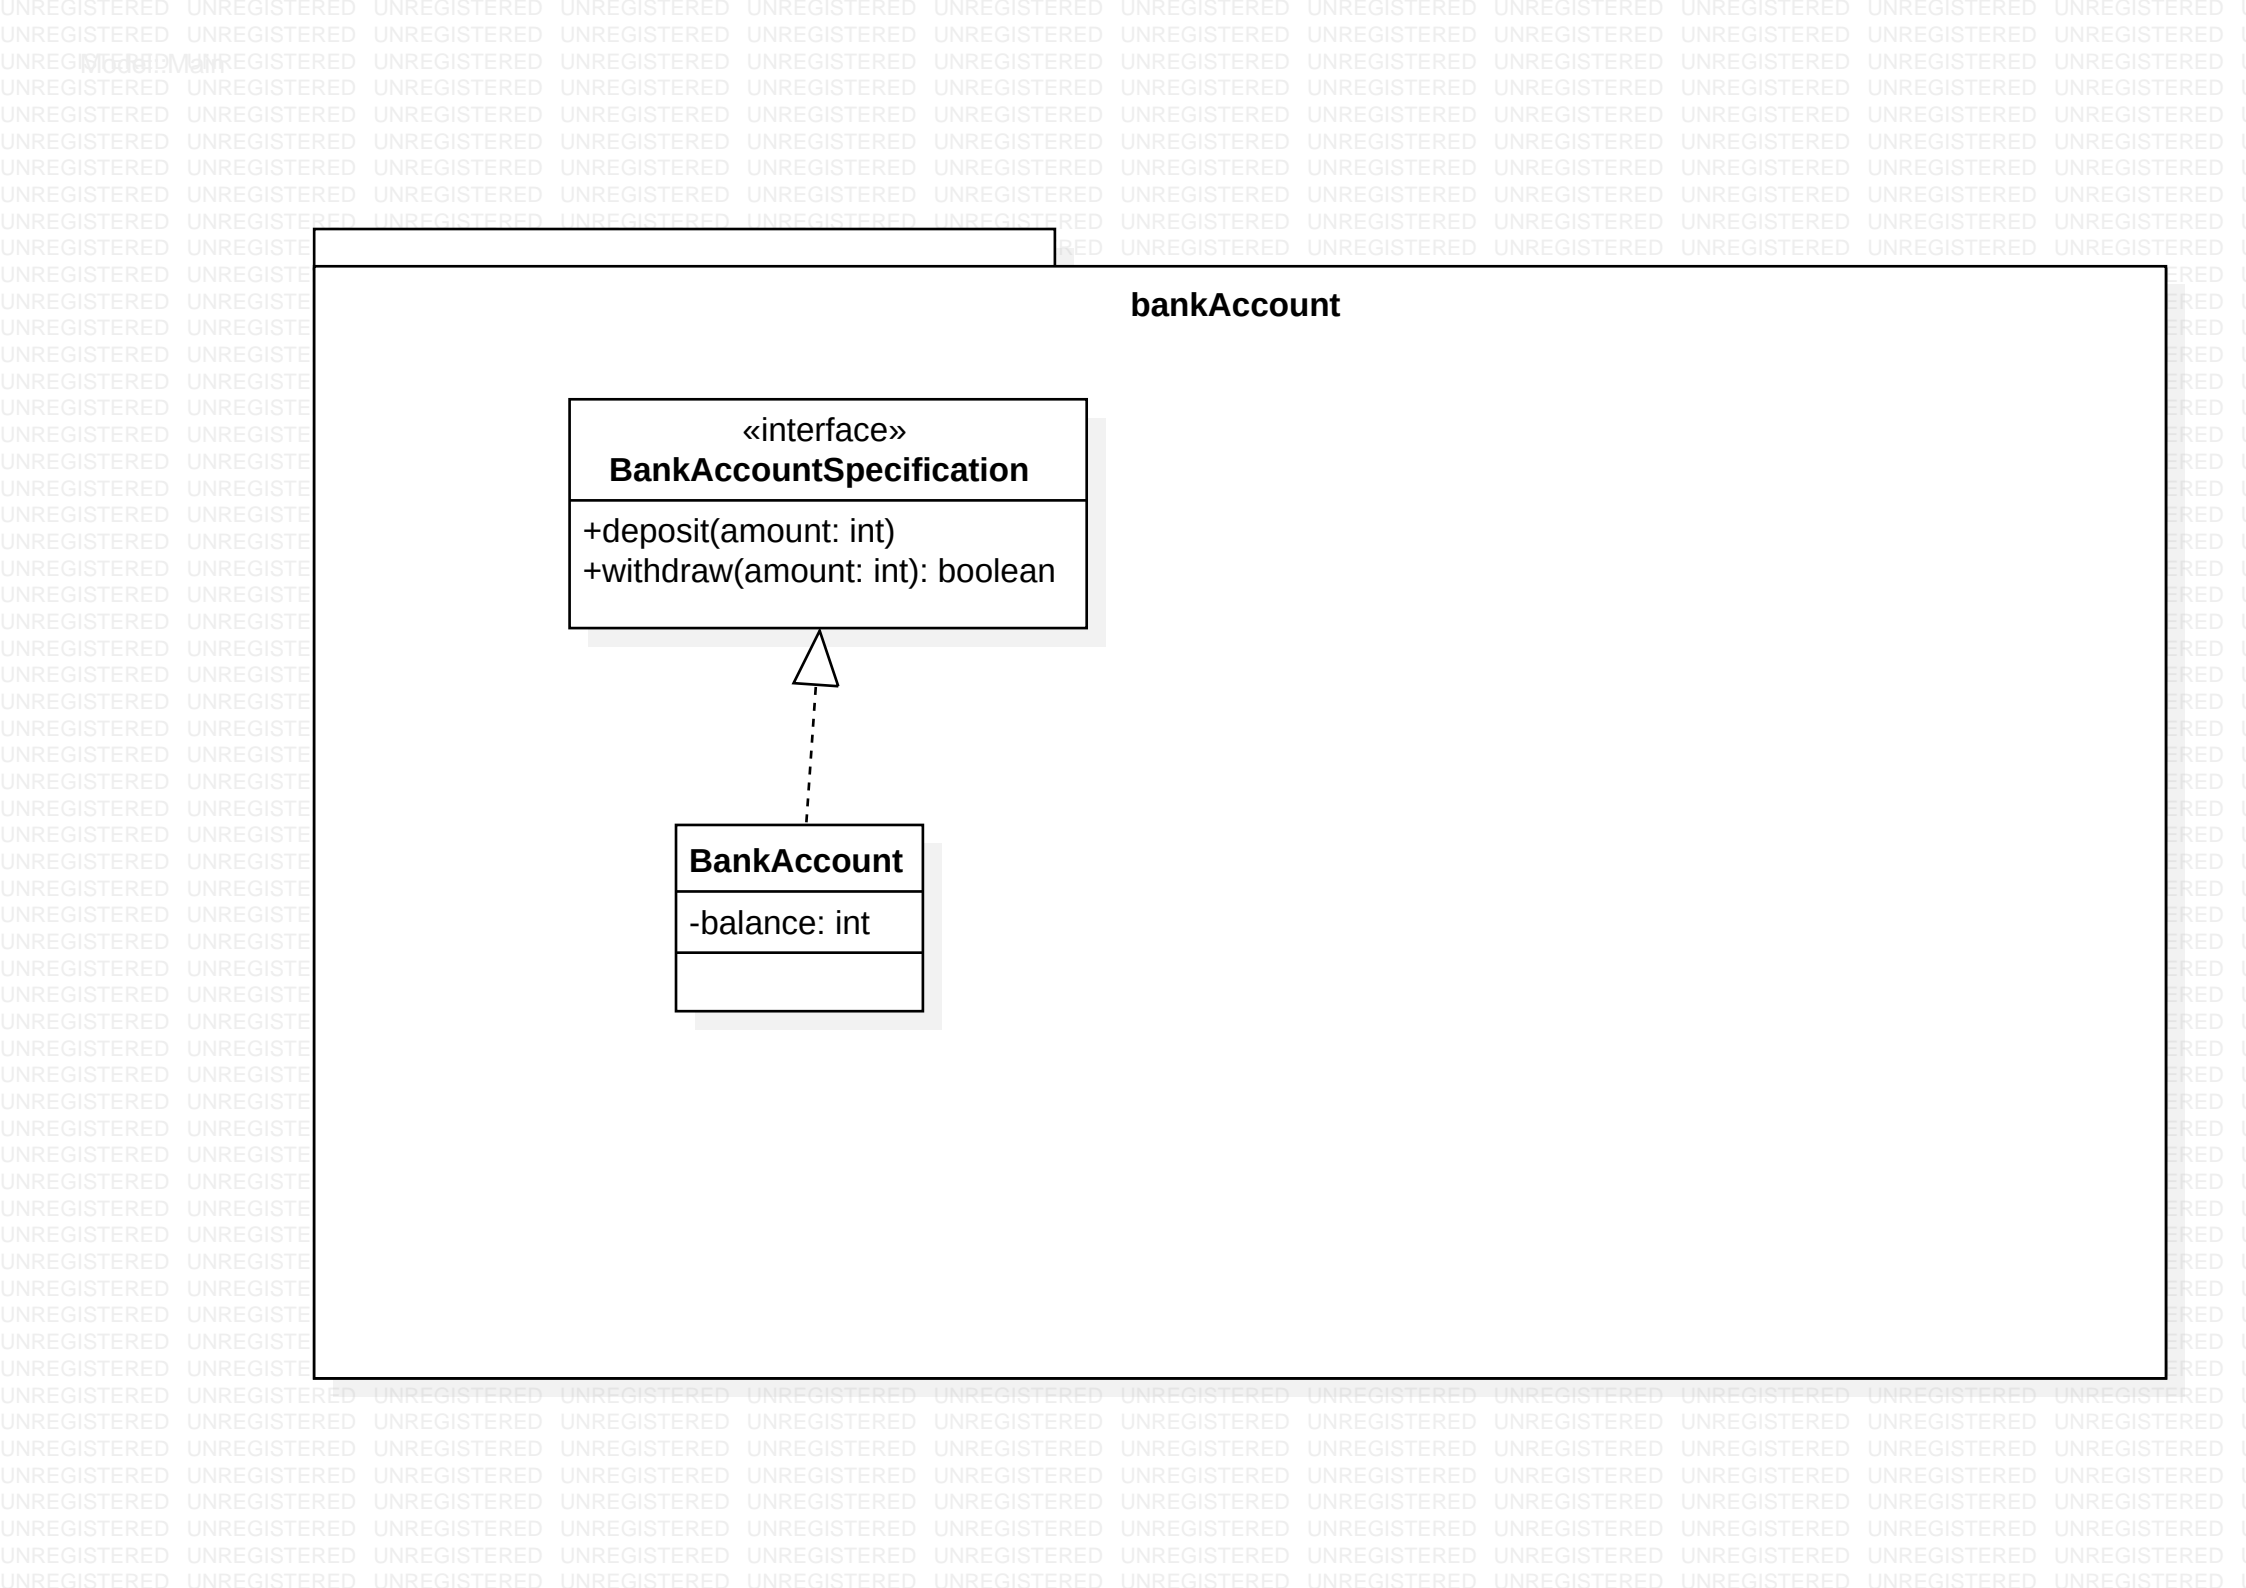 Model::Main
bankAccount
«interface»
BankAccountSpecification
+deposit(amount: int)
+withdraw(amount: int): boolean
BankAccount
-balance: int